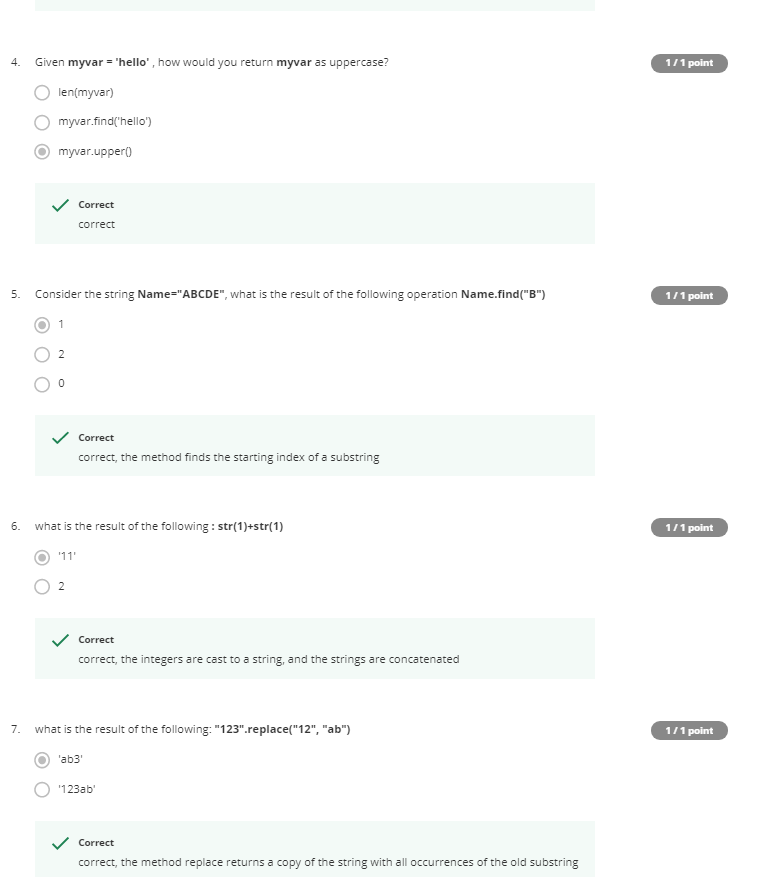 4. Given myvar = 'hello' , how would you return myvar as uppercase? 1 / 1 point
len(myvar)
myvar.find('hello')
myvar.upper()
Correct
correct
5. Consider the string Name="ABCDE", what is the result of the following operation Name.find("B") 1 / 1 point
1
2
0
Correct
correct, the method finds the starting index of a substring
6. what is the result of the following : str(1)+str(1) 1 / 1 point
'11'
2
Correct
correct, the integers are cast to a string, and the strings are concatenated
7. what is the result of the following: "123".replace("12", "ab") 1 / 1 point
'ab3'
'123ab'
Correct
correct, the method replace returns a copy of the string with all occurrences of the old substring